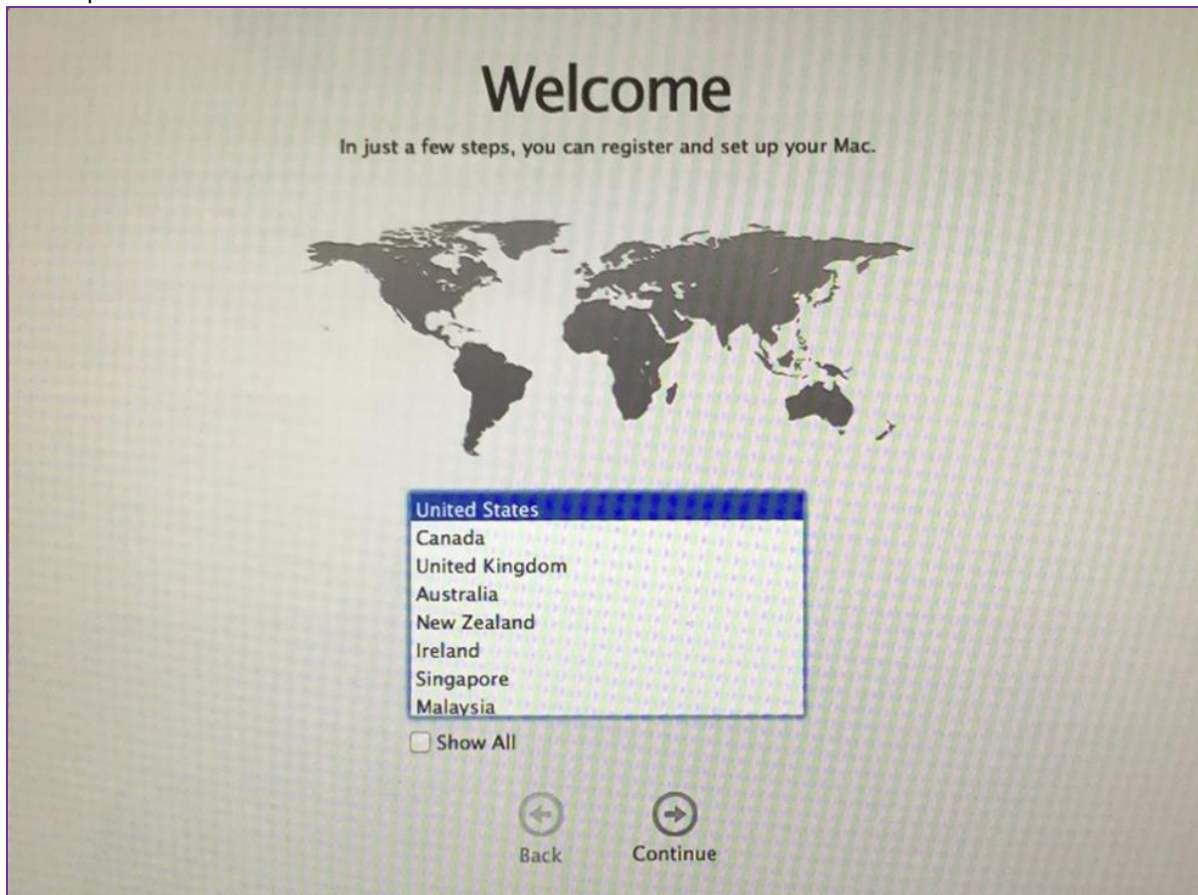 Welcome
In just a few steps, you can register and set up your Mac.
United States
Canada
United Kingdom
Australia
New Zealand
Ireland
Singapore
Malaysia
Show All
Back Continue